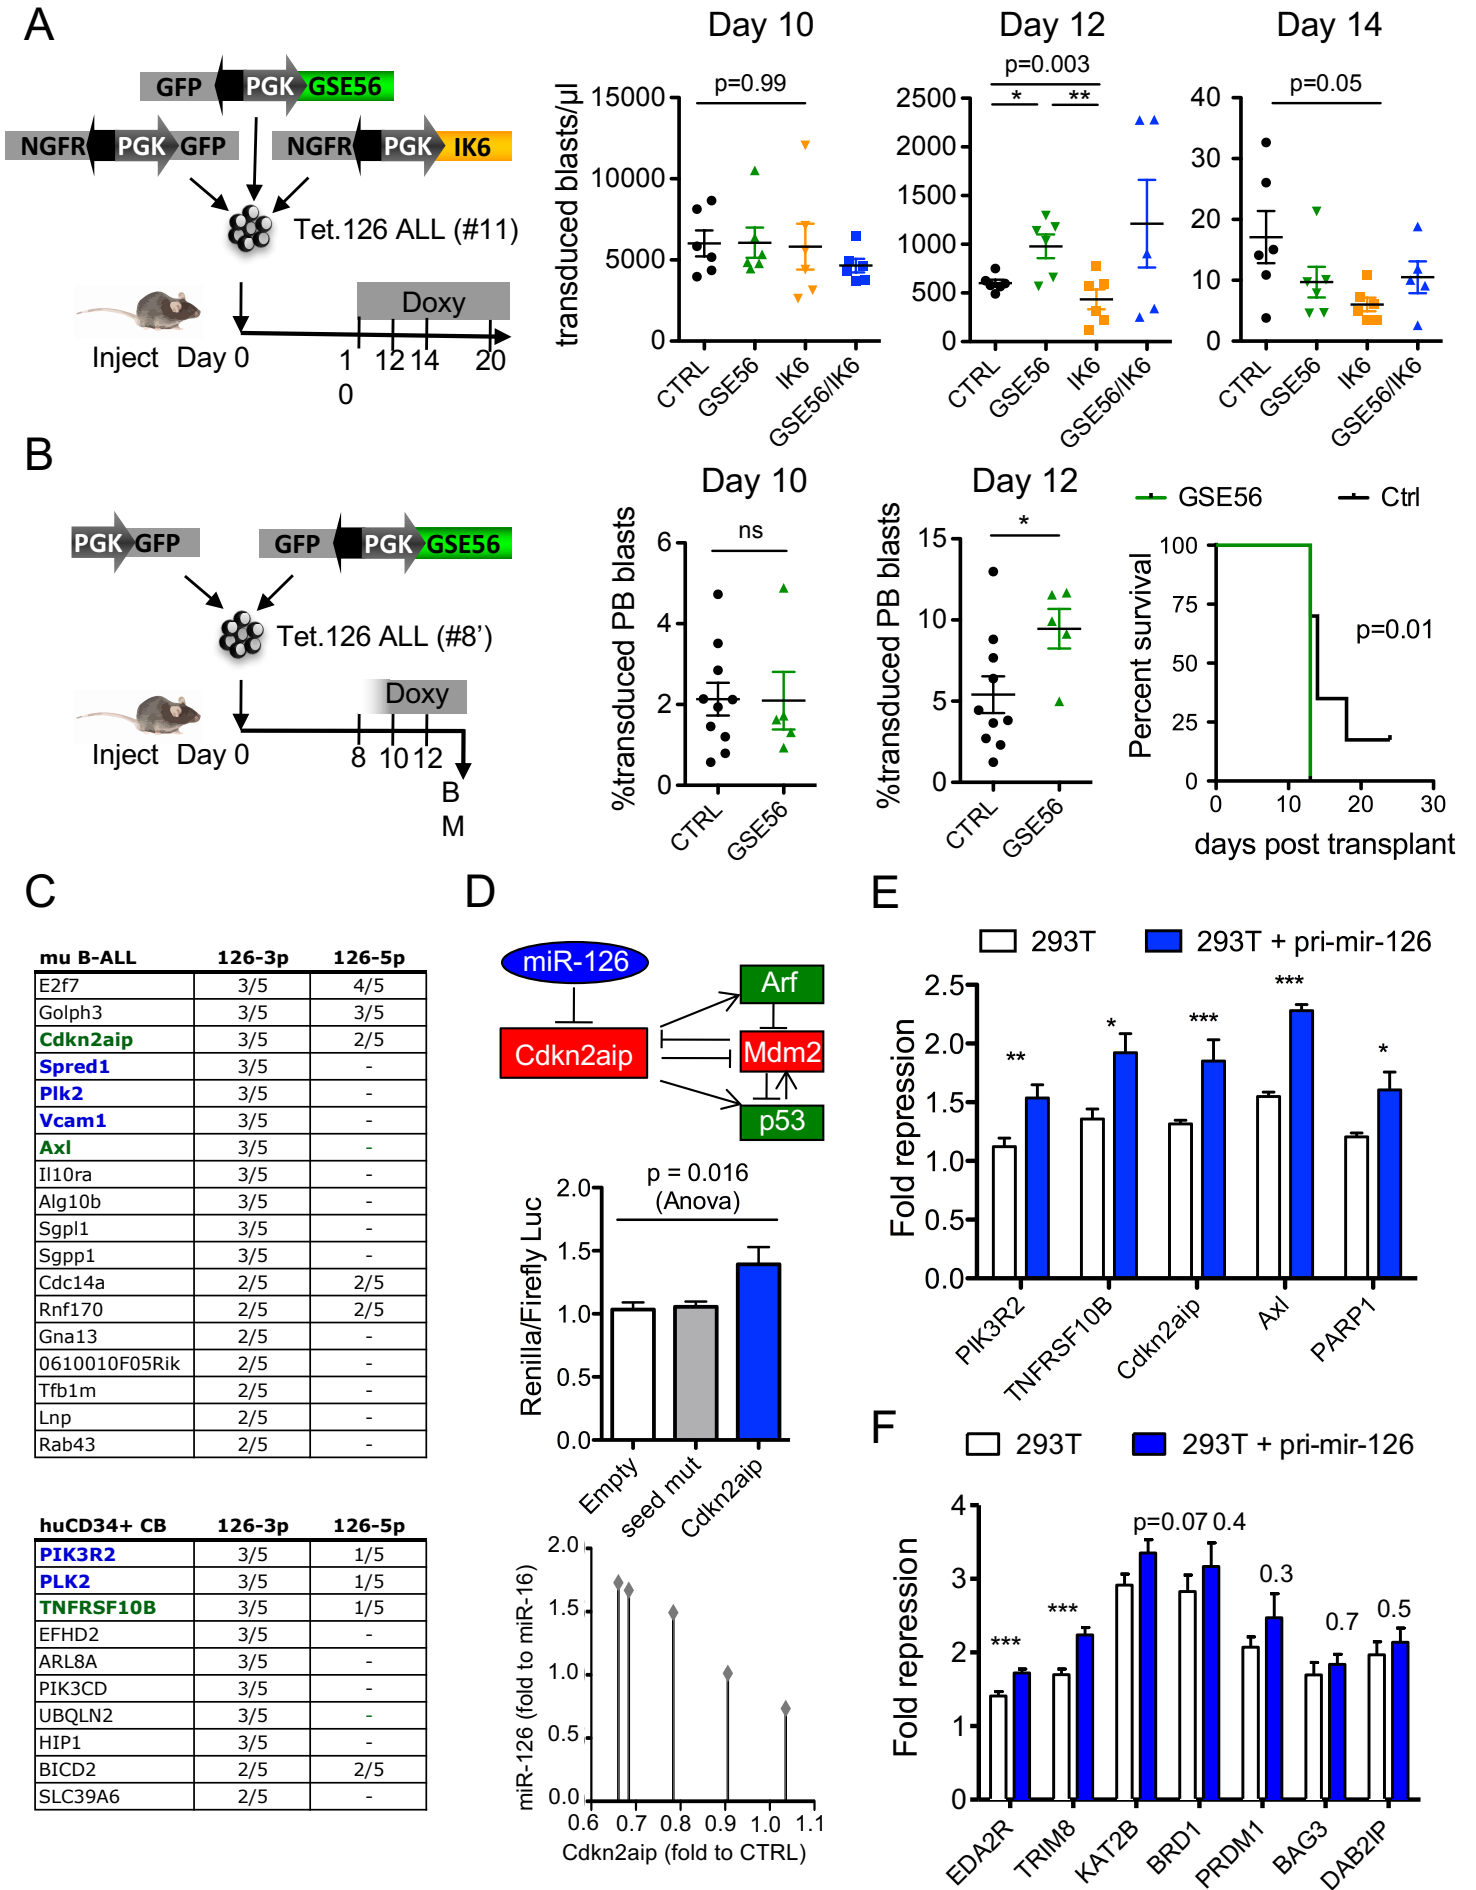 A
GFP PGK GSE56
NGFR PGK GFP NGFR PGK IK6
Tet.126 ALL (#11)
Doxy
Inject Day 0 1 12 14 20
0
Day 10
transduced blasts/µl
p=0.99
15000
10000
5000
0
CTRL GSE56 IK6 GSE56/IK6
Day 12
p=0.003
* **
2500
2000
1500
1000
500
0
CTRL GSE56 IK6 GSE56/IK6
Day 14
p=0.05
40
30
20
10
0
CTRL GSE56 IK6 GSE56/IK6
B
PGK GFP GFP PGK GSE56
Tet.126 ALL (#8’)
Doxy
Inject Day 0 8 10 12
B
M
Day 10
%transduced PB blasts
ns
6
4
2
0
CTRL GSE56
Day 12
%transduced PB blasts
*
15
10
5
0
CTRL GSE56
GSE56 Ctrl
Percent survival
100
75
50
25
0
p=0.01
0 10 20 30
days post transplant
C
mu B-ALL 126-3p 126-5p
E2f7 3/5 4/5
Golph3 3/5 3/5
Cdkn2aip 3/5 2/5
Spred1 3/5 -
Plk2 3/5 -
Vcam1 3/5 -
Axl 3/5 -
Il10ra 3/5 -
Alg10b 3/5 -
Sgpl1 3/5 -
Sgpp1 3/5 -
Cdc14a 2/5 2/5
Rnf170 2/5 2/5
Gna13 2/5 -
0610010F05Rik 2/5 -
Tfb1m 2/5 -
Lnp 2/5 -
Rab43 2/5 -
huCD34+ CB 126-3p 126-5p
PIK3R2 3/5 1/5
PLK2 3/5 1/5
TNFRSF10B 3/5 1/5
EFHD2 3/5 -
ARL8A 3/5 -
PIK3CD 3/5 -
UBQLN2 3/5 -
HIP1 3/5 -
BICD2 2/5 2/5
SLC39A6 2/5 -
D
miR-126
Arf
Cdkn2aip Mdm2
p53
p = 0.016
(Anova)
Renilla/Firefly Luc
2.0
1.5
1.0
0.5
0.0
Empty seed mut Cdkn2aip
miR-126 (fold to miR-16)
2.0
1.5
1.0
0.5
0.0
0.6 0.7 0.8 0.9 1.0 1.1
Cdkn2aip (fold to CTRL)
E
293T 293T + pri-mir-126
Fold repression
2.5
2.0
1.5
1.0
0.5
0.0
** * *** *** *
PIK3R2 TNFRSF10B Cdkn2aip Axl PARP1
F
293T 293T + pri-mir-126
Fold repression
4
3
2
1
0
*** *** p=0.07 0.4 0.3 0.7 0.5
EDA2R TRIM8 KAT2B BRD1 PRDM1 BAG3 DAB2IP